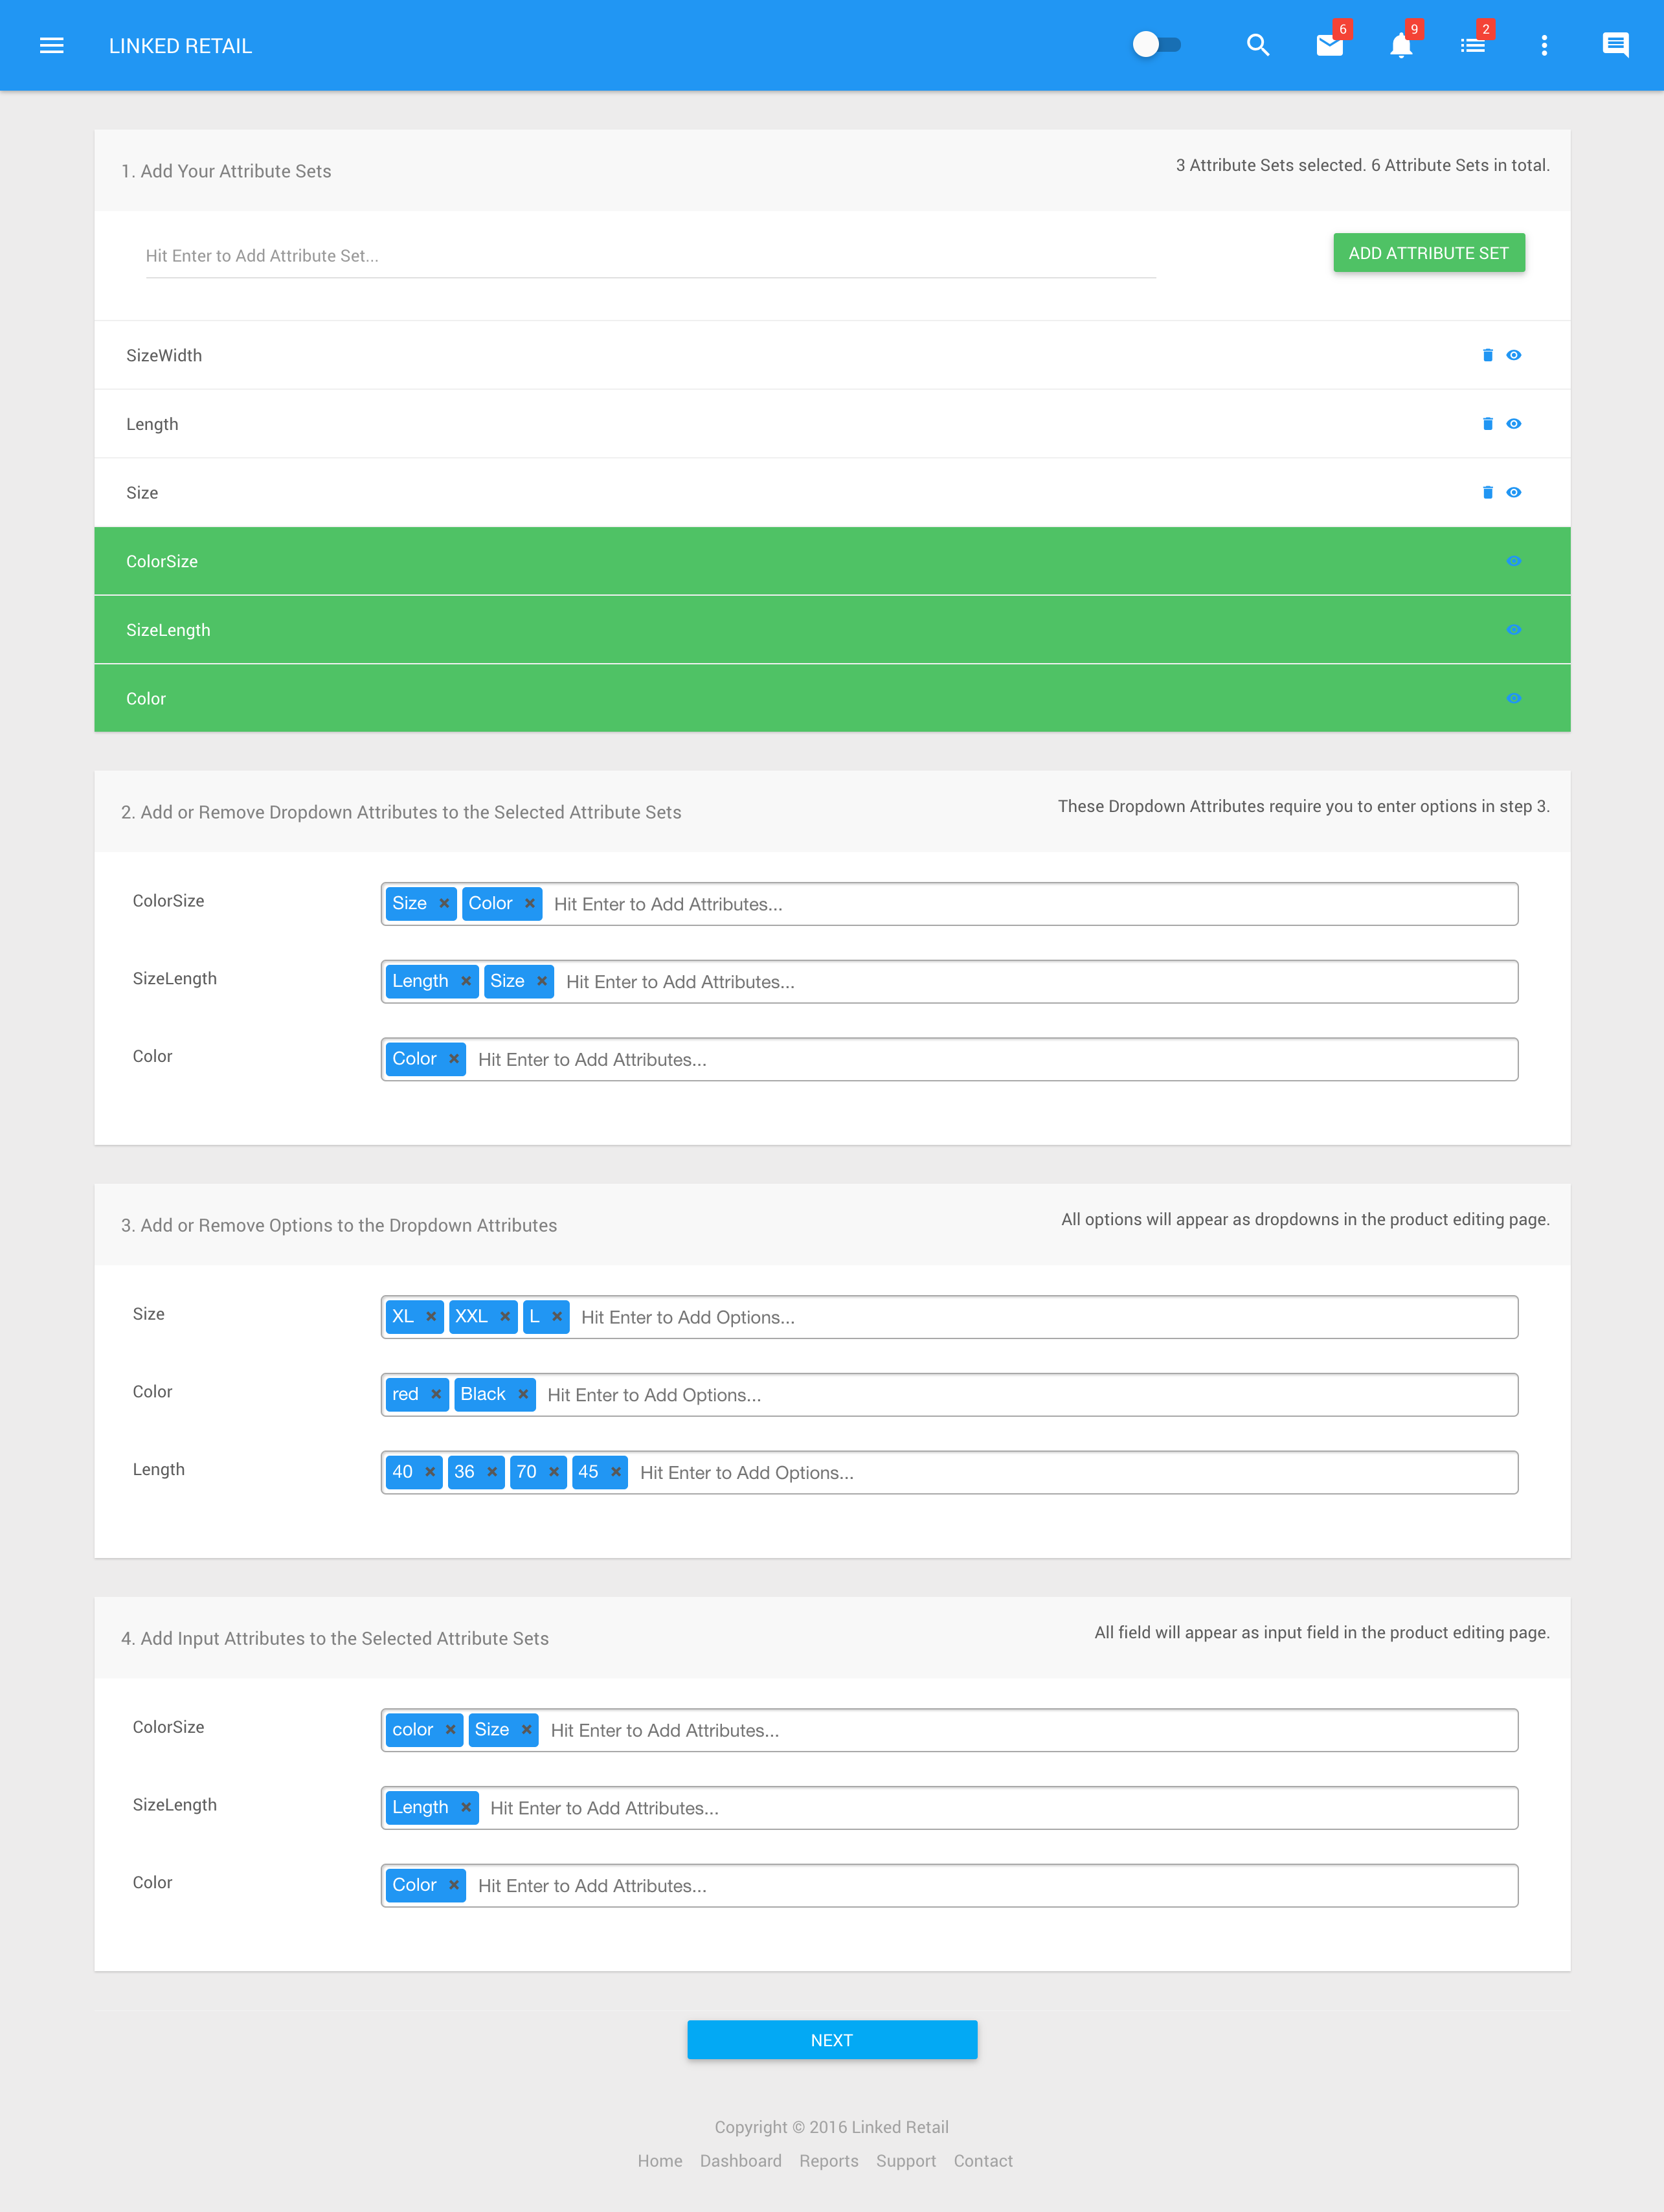 LINKED RETAIL
6
9
2
1. Add Your Attribute Sets
3 Attribute Sets selected. 6 Attribute Sets in total.
Hit Enter to Add Attribute Set...
ADD ATTRIBUTE SET
SizeWidth
Length
Size
ColorSize
SizeLength
Color
2. Add or Remove Dropdown Attributes to the Selected Attribute Sets
These Dropdown Attributes require you to enter options in step 3.
ColorSize
Size × Color × Hit Enter to Add Attributes...
SizeLength
Length × Size × Hit Enter to Add Attributes...
Color
Color × Hit Enter to Add Attributes...
3. Add or Remove Options to the Dropdown Attributes
All options will appear as dropdowns in the product editing page.
Size
XL × XXL × L × Hit Enter to Add Options...
Color
red × Black × Hit Enter to Add Options...
Length
40 × 36 × 70 × 45 × Hit Enter to Add Options...
4. Add Input Attributes to the Selected Attribute Sets
All field will appear as input field in the product editing page.
ColorSize
color × Size × Hit Enter to Add Attributes...
SizeLength
Length × Hit Enter to Add Attributes...
Color
Color × Hit Enter to Add Attributes...
NEXT
Copyright © 2016 Linked Retail
Home Dashboard Reports Support Contact